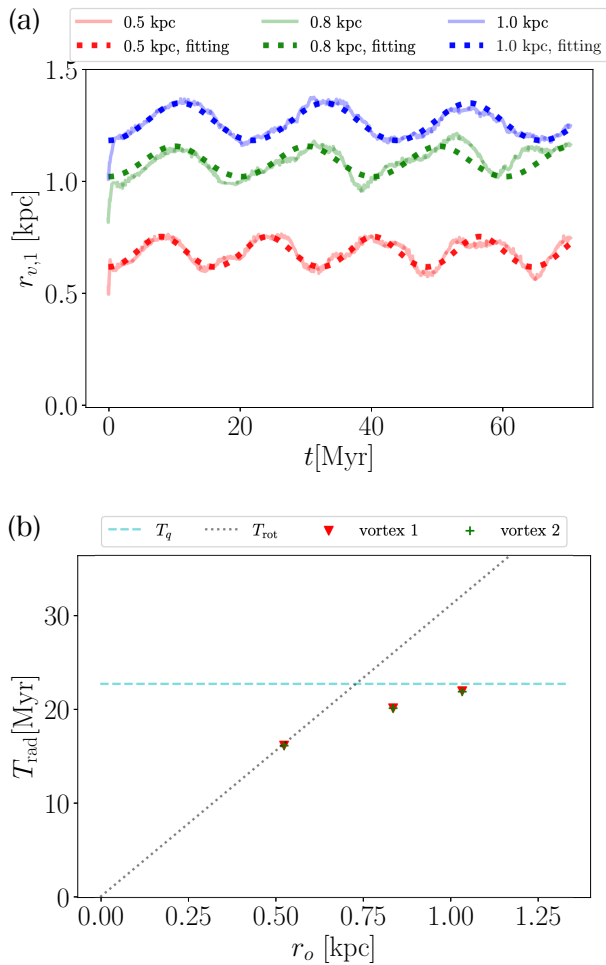 (a)
0.5 kpc 0.8 kpc 1.0 kpc
0.5 kpc, fitting 0.8 kpc, fitting 1.0 kpc, fitting
1.5
1.0
0.5
0.0
r_{v,1} [kpc]
0 20 40 60
t[Myr]
(b)
T_q T_rot vortex 1 vortex 2
30
20
10
0
T_rad[Myr]
0.00 0.25 0.50 0.75 1.00 1.25
r_o [kpc]